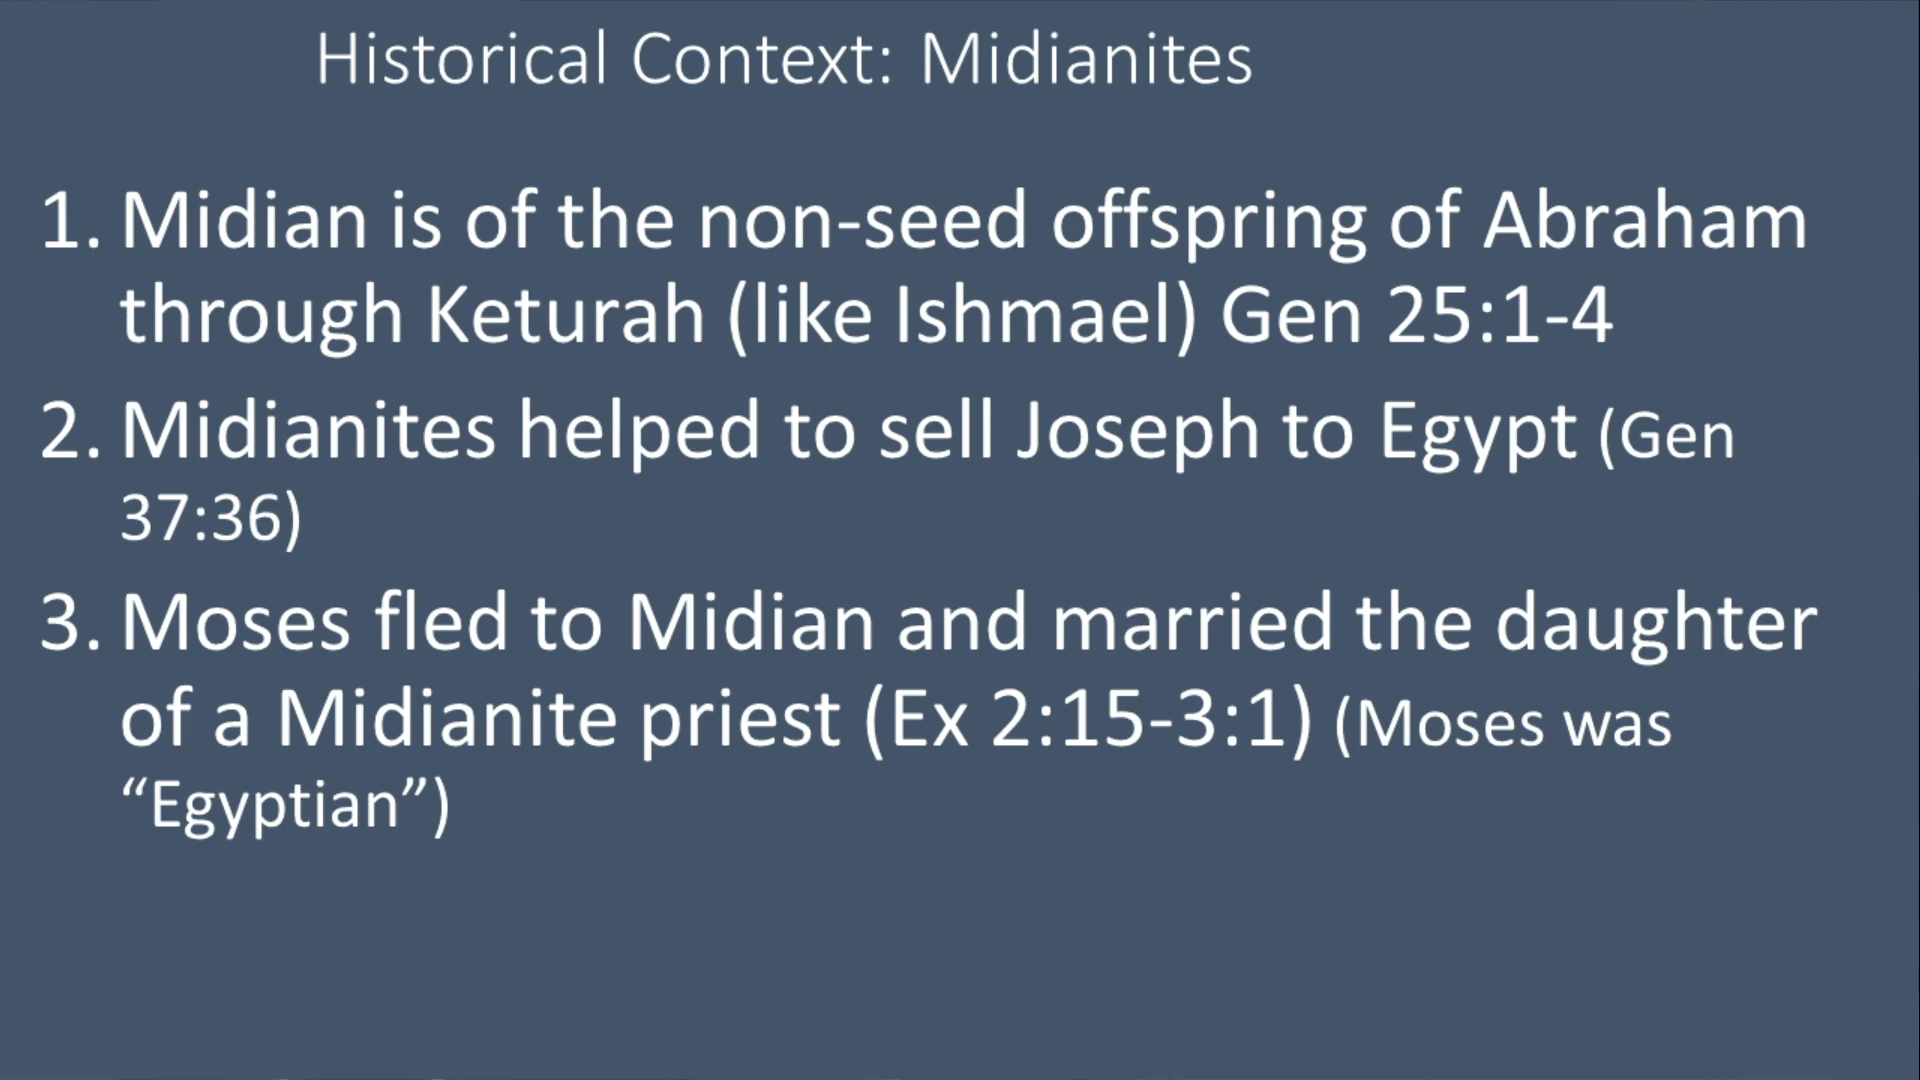 Historical Context: Midianites
1. Midian is of the non-seed offspring of Abraham
through Keturah (like Ishmael) Gen 25:1-4
2. Midianites helped to sell Joseph to Egypt (Gen
37:36)
3. Moses fled to Midian and married the daughter
of a Midianite priest (Ex 2:15-3:1) (Moses was
“Egyptian”)